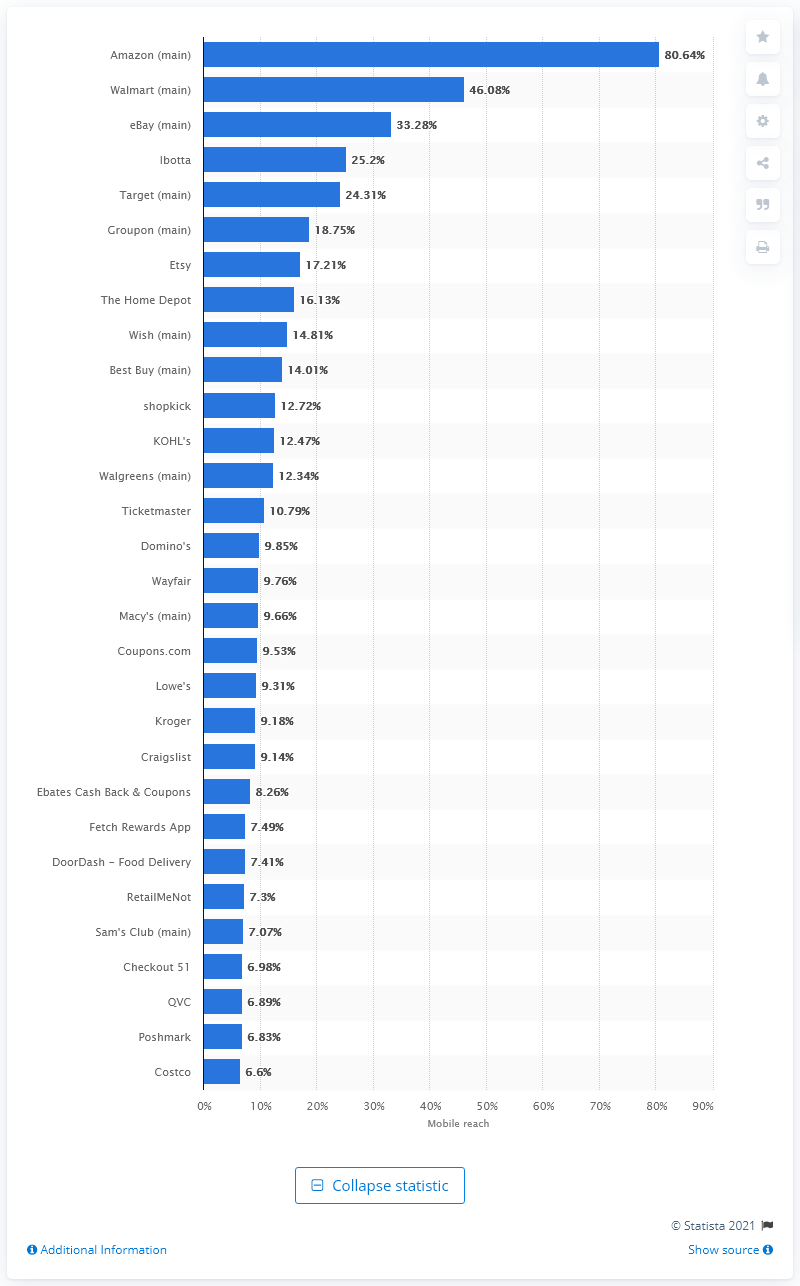 Amazon (main) 80.64%
Walmart (main) 46.08%
eBay (main) 33.28%
Ibotta 25.2%
Target (main) 24.31%
Groupon (main) 18.75%
Etsy 17.21%
The Home Depot 16.13%
Wish (main) 14.81%
Best Buy (main) 14.01%
shopkick 12.72%
KOHL's 12.47%
Walgreens (main) 12.34%
Ticketmaster 10.79%
Domino's 9.85%
Wayfair 9.76%
Macy's (main) 9.66%
Coupons.com 9.53%
Lowe's 9.31%
Kroger 9.18%
Craigslist 9.14%
Ebates Cash Back & Coupons 8.26%
Fetch Rewards App 7.49%
DoorDash – Food Delivery 7.41%
RetailMeNot 7.3%
Sam's Club (main) 7.07%
Checkout 51 6.98%
QVC 6.89%
Poshmark 6.83%
Costco 6.6%
0% 10% 20% 30% 40% 50% 60% 70% 80% 90%
Mobile reach
Collapse statistic
© Statista 2021
Additional Information Show source